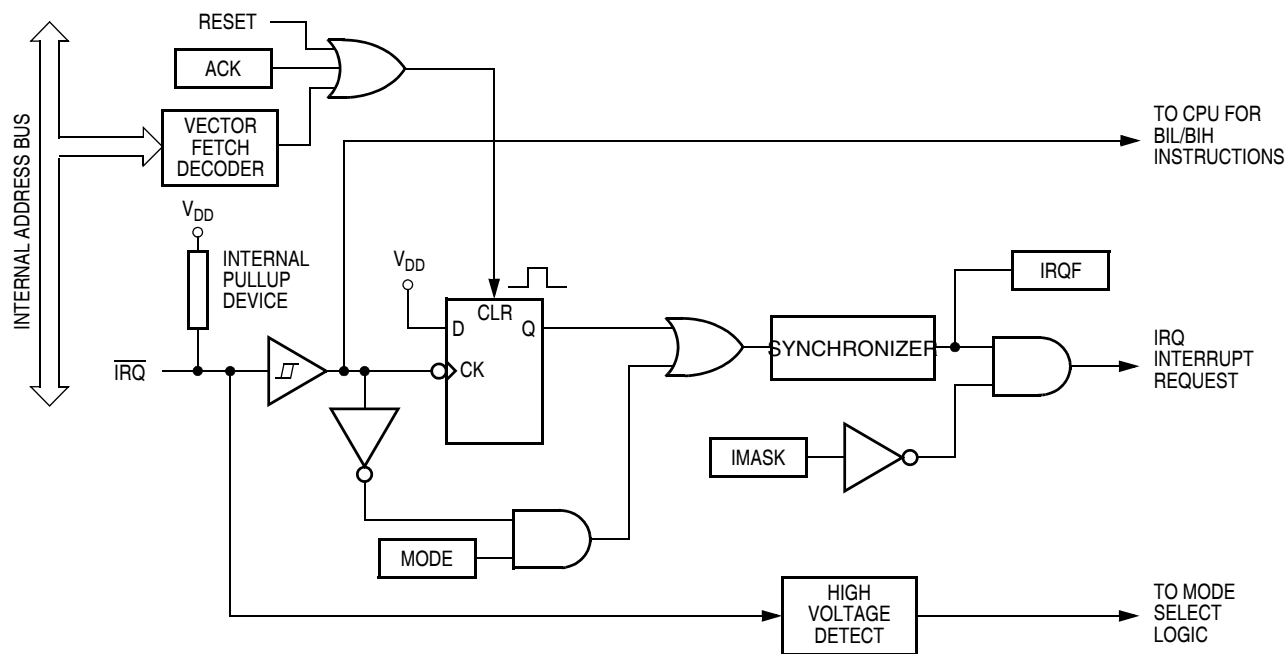 RESET
ACK
VECTOR
FETCH
DECODER
INTERNAL ADDRESS BUS
TO CPU FOR
BIL/BIH
INSTRUCTIONS
VDD
INTERNAL
PULLUP
DEVICE
VDD
CLR
D
Q
CK
IRQF
SYNCHRONIZER
IRQ
IRQ
INTERRUPT
REQUEST
IMASK
MODE
HIGH
VOLTAGE
DETECT
TO MODE
SELECT
LOGIC